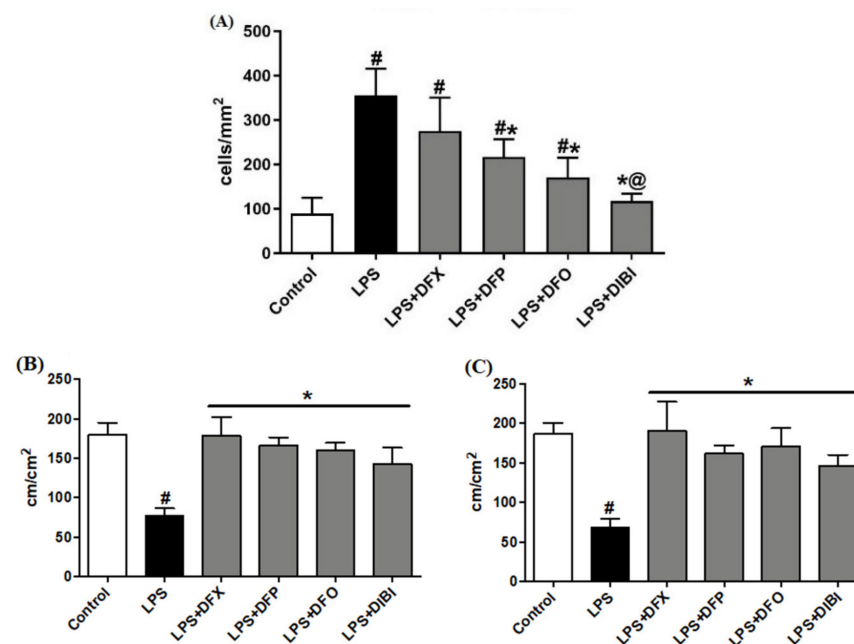 (A)
500
400
300
200
100
0
cells/mm²
#
#
#*
#*
*@
Control
LPS
LPS+DFX
LPS+DFP
LPS+DFO
LPS+DIBI
(B)
250
200
150
100
50
0
cm/cm²
#
*
Control
LPS
LPS+DFX
LPS+DFP
LPS+DFO
LPS+DIBI
(C)
250
200
150
100
50
0
cm/cm²
#
*
Control
LPS
LPS+DFX
LPS+DFP
LPS+DFO
LPS+DIBI